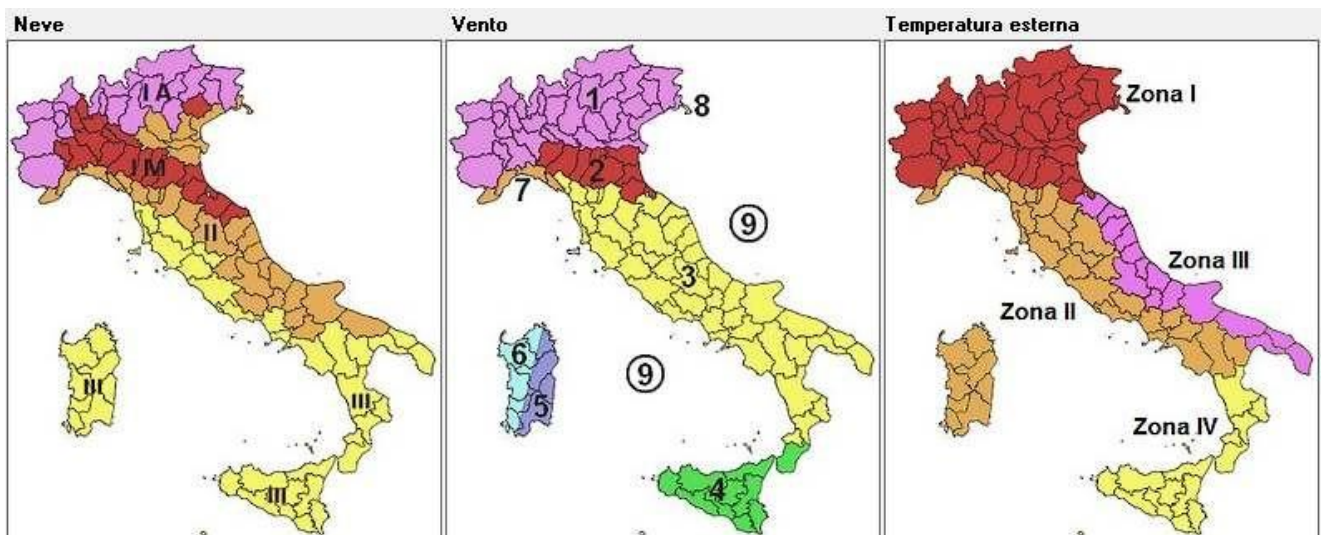 Neve
I A
I M
II
III
III
III
Vento
1
8
2
7
9
3
6
9
5
4
Temperatura esterna
Zona I
Zona III
Zona II
Zona IV